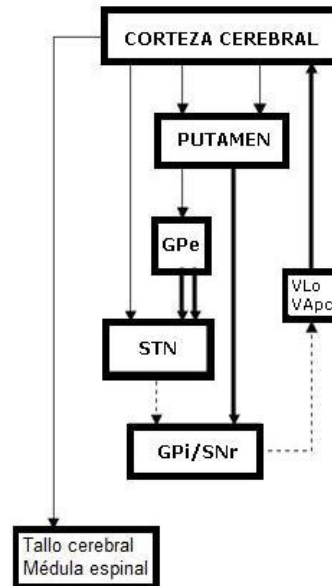 CORTEZA CEREBRAL
PUTAMEN
GPe
VLo
VApc
STN
GPi/SNr
Tallo cerebral
Médula espinal